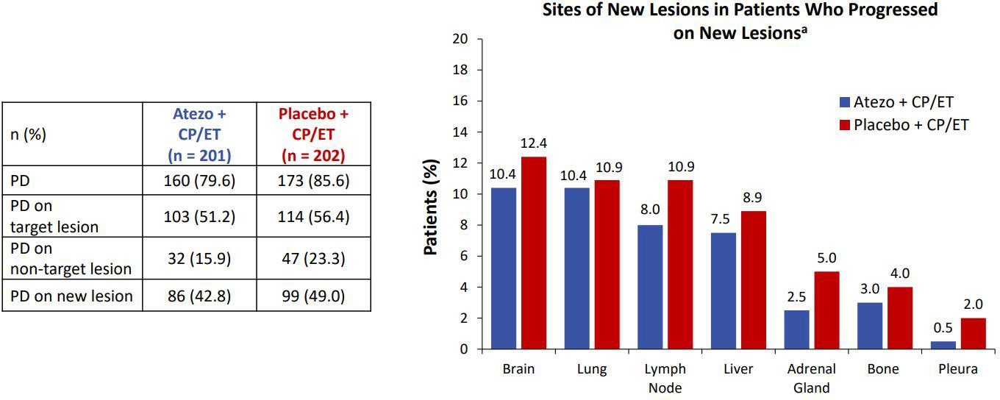 n (%)
Atezo +
CP/ET
(n = 201)
Placebo +
CP/ET
(n = 202)
PD
160 (79.6)
173 (85.6)
PD on
target lesion
103 (51.2)
114 (56.4)
PD on
non-target lesion
32 (15.9)
47 (23.3)
PD on new lesion
86 (42.8)
99 (49.0)
Sites of New Lesions in Patients Who Progressed
on New Lesionsᵃ
Patients (%)
20
18
16
14
12
10
8
6
4
2
0
Atezo + CP/ET
Placebo + CP/ET
10.4
12.4
10.4
10.9
8.0
10.9
7.5
8.9
2.5
5.0
3.0
4.0
0.5
2.0
Brain
Lung
Lymph
Node
Liver
Adrenal
Gland
Bone
Pleura